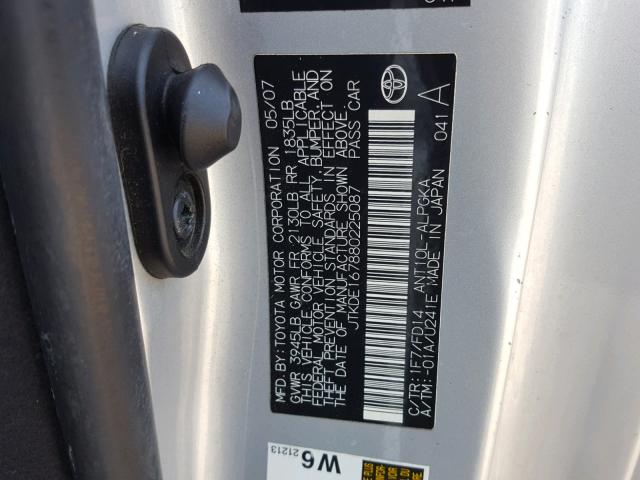 MFD. BY: TOYOTA MOTOR CORPORATION 05/07
GVWR 3945LB GAWR FR 2130LB RR 1835LB
THIS VEHICLE CONFORMS TO ALL APPLICABLE
FEDERAL MOTOR VEHICLE SAFETY, BUMPER, AND
THEFT PREVENTION STANDARDS IN EFFECT ON
THE DATE OF MANUFACTURE SHOWN ABOVE.
JTKDE167880225087 PASS CAR
C/TR: 1F7/FD14 ANT10L-ALPGKA
A/TM: -01A/U241E MADE IN JAPAN
041 A
W6
21213